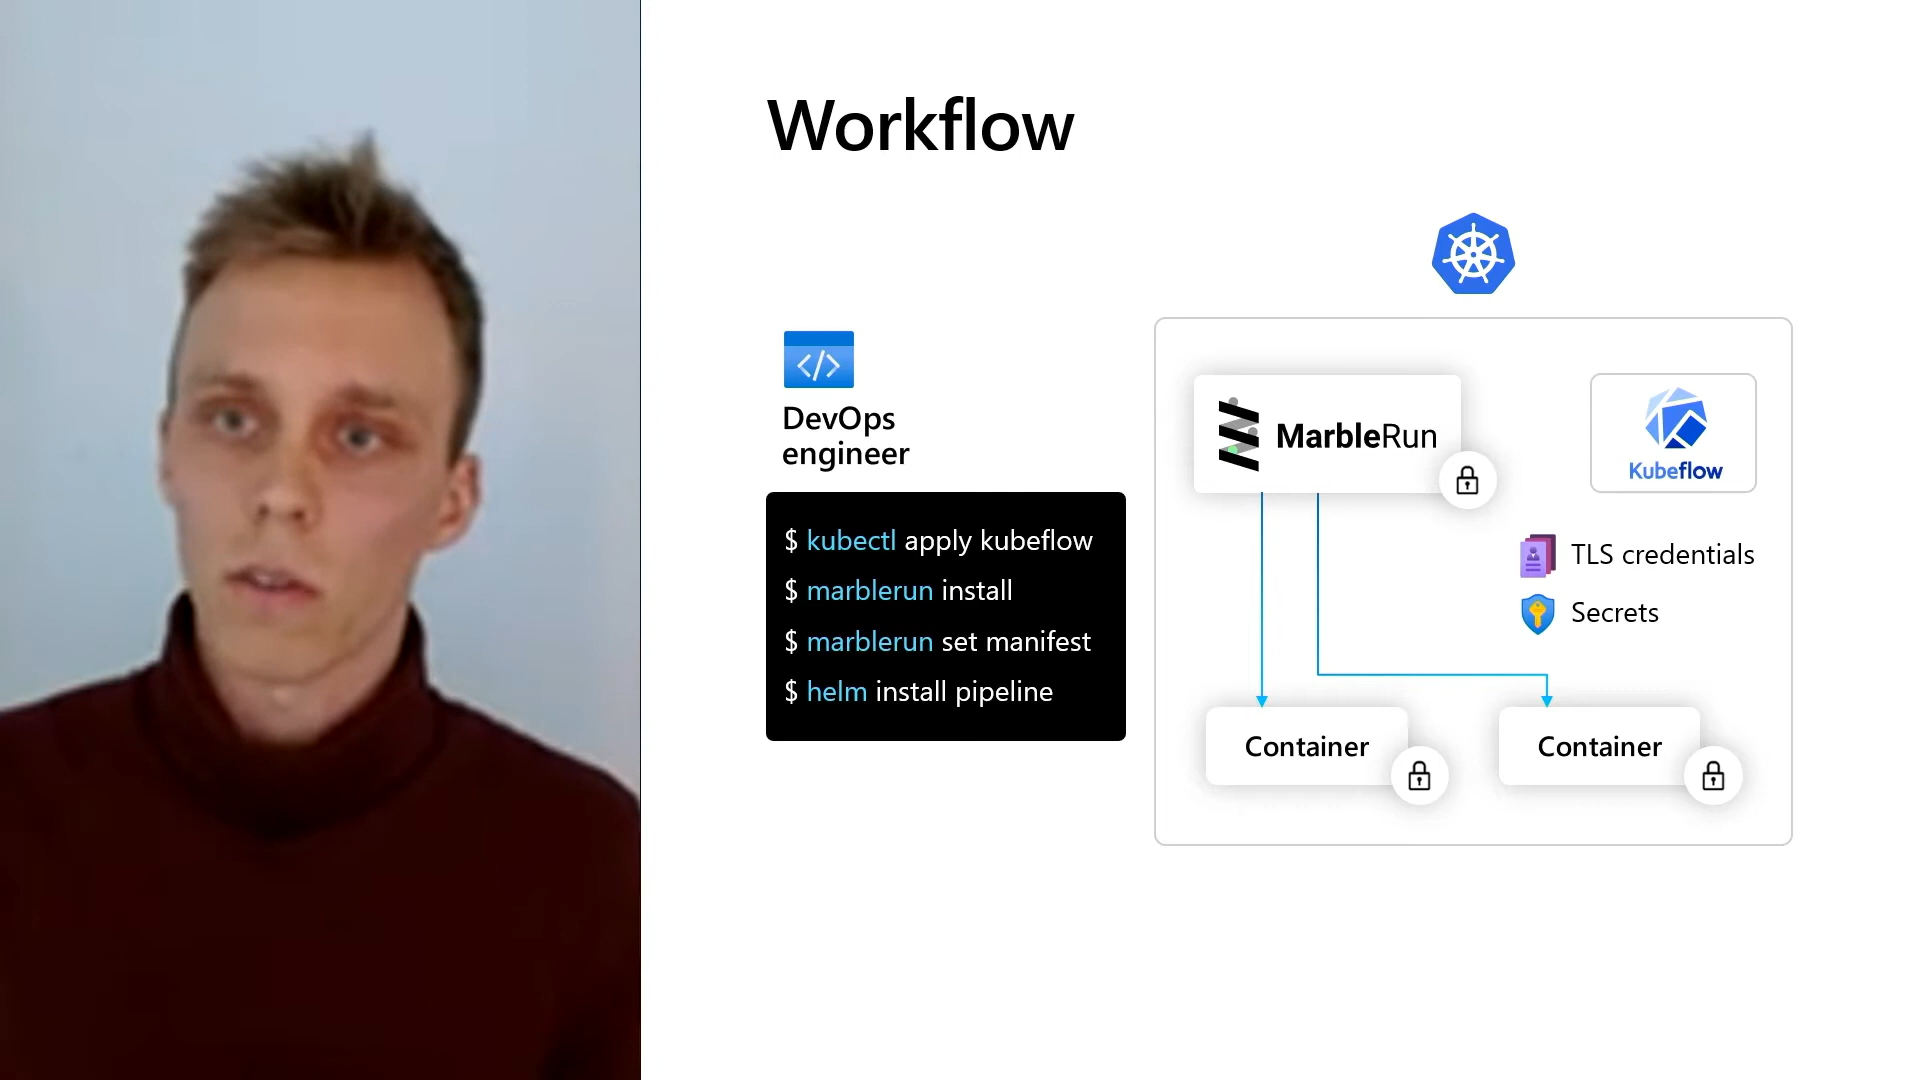 Workflow
</>
DevOps
engineer
$ kubectl apply kubeflow
$ marblerun install
$ marblerun set manifest
$ helm install pipeline
MarbleRun
Kubeflow
TLS credentials
Secrets
Container
Container